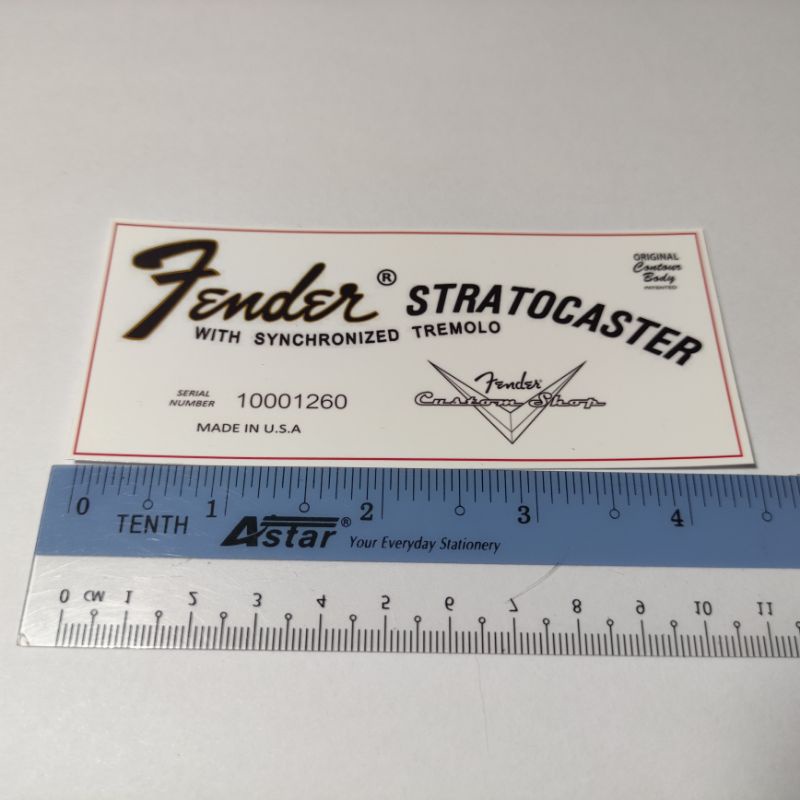 Fender® STRATOCASTER
WITH SYNCHRONIZED TREMOLO
ORIGINAL
Contour
Body
PATENTED
SERIAL
NUMBER
10001260
MADE IN U.S.A
Fender
Custom Shop
0 1 2 3 4
TENTH
Astar® Your Everyday Stationery
0 CM 1 2 3 4 5 6 7 8 9 10 11